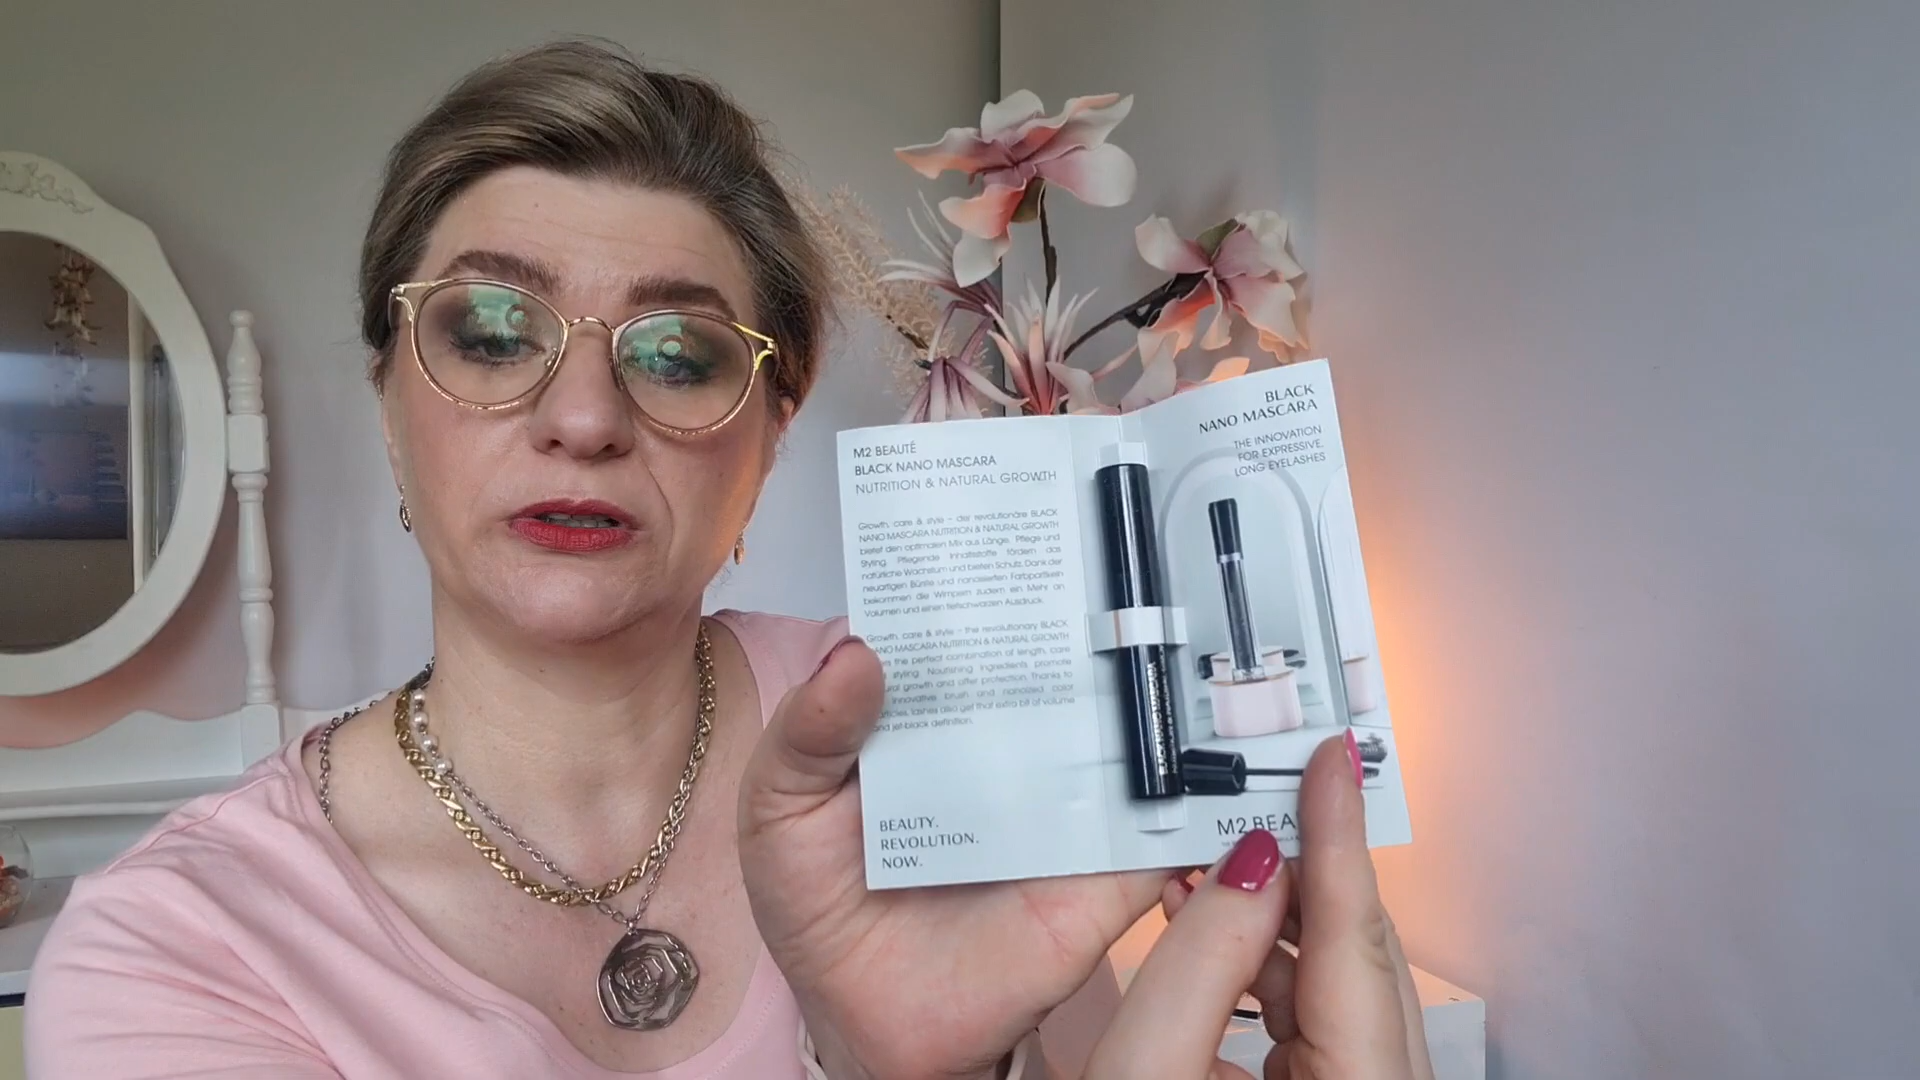 M2 BEAUTÉ
BLACK NANO MASCARA
NUTRITION & NATURAL GROWTH
Growth, care & style – der revolutionäre BLACK
NANO MASCARA NUTRITION & NATURAL GROWTH
bietet den optimalen Mix aus Länge, Pflege und
Styling. Pflegende Inhaltsstoffe fördern das
natürliche Wachstum und bieten Schutz. Dank der
neuartigen Bürste und nanosierten Farbpartikeln
bekommen die Wimpern zudem ein Mehr an
Volumen und einen tiefschwarzen Ausdruck.
Growth, care & style – the revolutionary BLACK
NANO MASCARA NUTRITION & NATURAL GROWTH
the perfect combination of length, care
styling. Nourishing ingredients promote
growth and offer protection. Thanks to
innovative brush and nanoized color
lashes also get that extra bit of volume
and jet-black definition.
BEAUTY.
REVOLUTION.
NOW.
BLACK NANO MASCARA
BLACK
NANO MASCARA
THE INNOVATION
FOR EXPRESSIVE,
LONG EYELASHES
M2 BEA